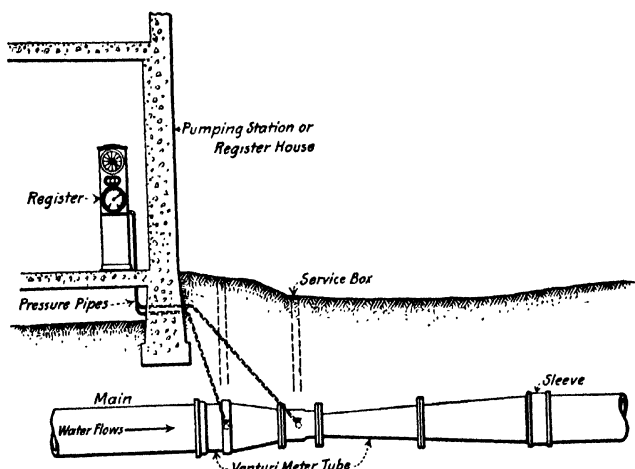 Pumping Station or
Register House
Register
Service Box
Pressure Pipes
Sleeve
Main
Water Flows
Venturi Meter Tube